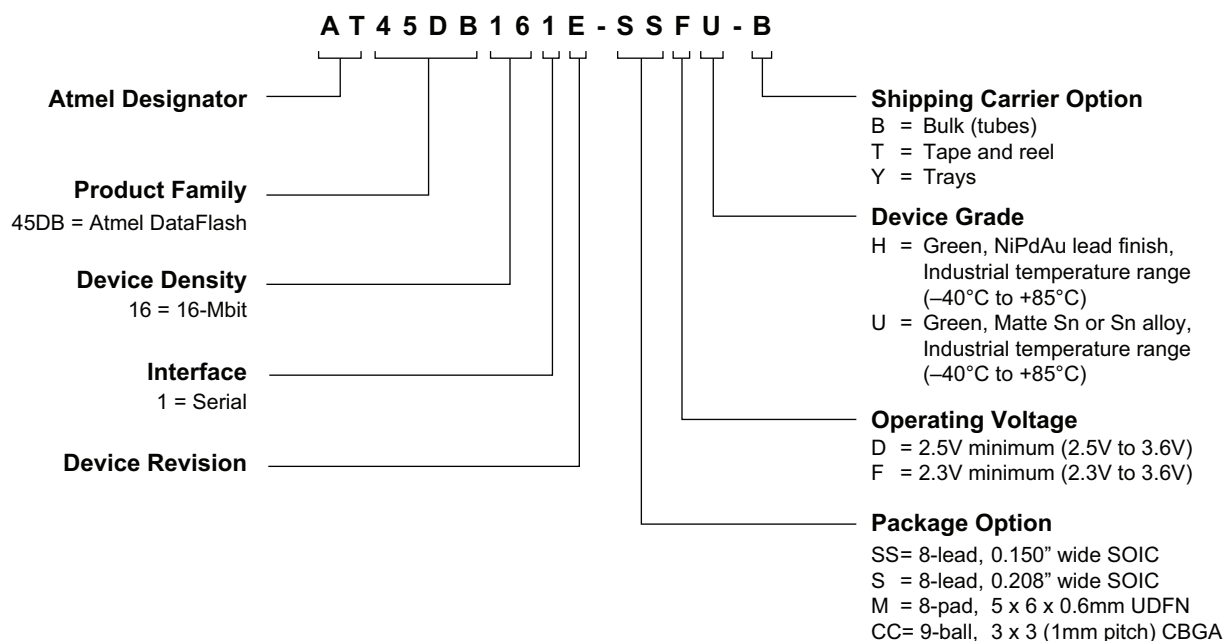 AT45DB161E-SSFU-B
Atmel Designator
Product Family
45DB = Atmel DataFlash
Device Density
16 = 16-Mbit
Interface
1 = Serial
Device Revision
Shipping Carrier Option
B = Bulk (tubes)
T = Tape and reel
Y = Trays
Device Grade
H = Green, NiPdAu lead finish,
Industrial temperature range
(–40°C to +85°C)
U = Green, Matte Sn or Sn alloy,
Industrial temperature range
(–40°C to +85°C)
Operating Voltage
D = 2.5V minimum (2.5V to 3.6V)
F = 2.3V minimum (2.3V to 3.6V)
Package Option
SS= 8-lead, 0.150” wide SOIC
S = 8-lead, 0.208” wide SOIC
M = 8-pad, 5 x 6 x 0.6mm UDFN
CC= 9-ball, 3 x 3 (1mm pitch) CBGA